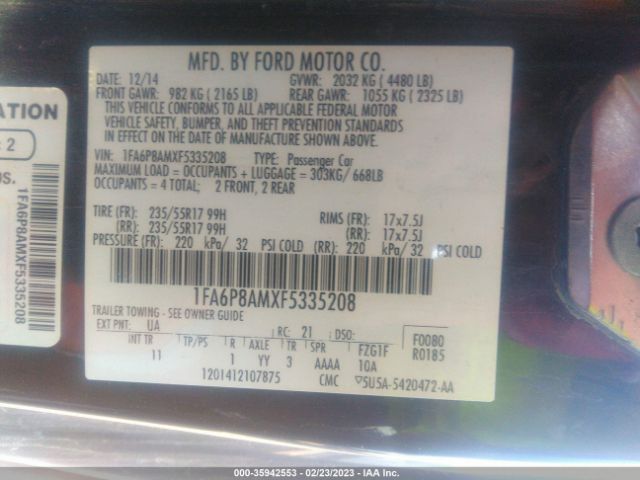 MFD. BY FORD MOTOR CO.
12/14 GVWR: 2032 KG ( 4480 LB)
FRONT GAWR: 982 KG ( 2165 LB) REAR GAWR: 1055 KG ( 2325 LB)
THIS VEHICLE CONFORMS TO ALL APPLICABLE FEDERAL MOTOR
VEHICLE SAFETY, BUMPER, AND THEFT PREVENTION STANDARDS
IN EFFECT ON THE DATE OF MANUFACTURE SHOWN ABOVE.
VIN: 1FA6P8AMXF5335208 TYPE: Passenger Car
MAXIMUM LOAD = OCCUPANTS + LUGGAGE = 303KG/ 668LB
OCCUPANTS = 4 TOTAL; 2 FRONT, 2 REAR
TIRE (FR): 235/55R17 99H RIMS (FR): 17x7.5J
(RR): 235/55R17 99H (RR): 17x7.5J
PRESSURE (FR): 220 kPa/ 32 PSI COLD (RR): 220 kPa/ 32 PSI COLD
1FA6P8AMXF5335208
TRAILER TOWING - SEE OWNER GUIDE
EXT PNT: UA RC: 21 DSO: F0080
INT TR TP/PS R AXLE TR SPR FZG1F R0185
11 1 YY 3 AAAA 10A
1201412107875 CMC 5U5A-5420472-AA
ATION
: 2
OS.
1FA6P8AMXF5335208
000-35942553 - 02/23/2023 - IAA Inc.